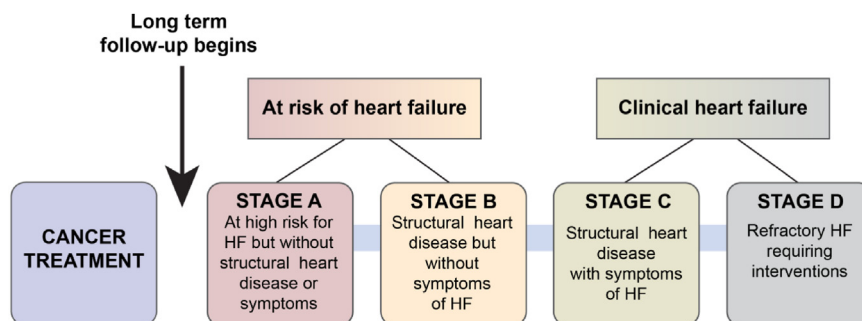 Long term
follow-up begins
At risk of heart failure
Clinical heart failure
CANCER
TREATMENT
STAGE A
At high risk for
HF but without
structural heart
disease or
symptoms
STAGE B
Structural heart
disease but
without
symptoms
of HF
STAGE C
Structural heart
disease
with symptoms
of HF
STAGE D
Refractory HF
requiring
interventions